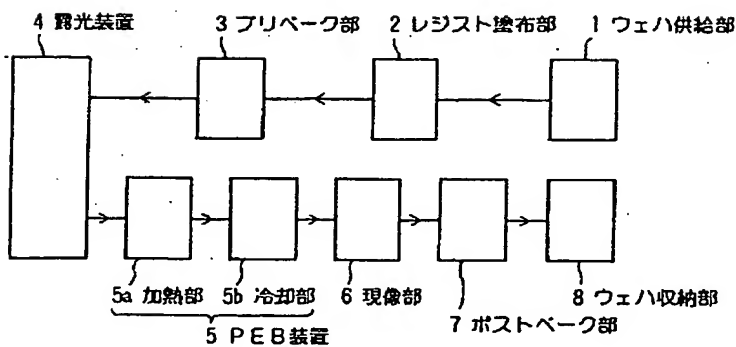 4 露光装置
3 プリベーク部
2 レジスト塗布部
1 ウェハ供給部
5a 加熱部
5b 冷却部
6 現像部
7 ポストベーク部
8 ウェハ収納部
5 PEB装置